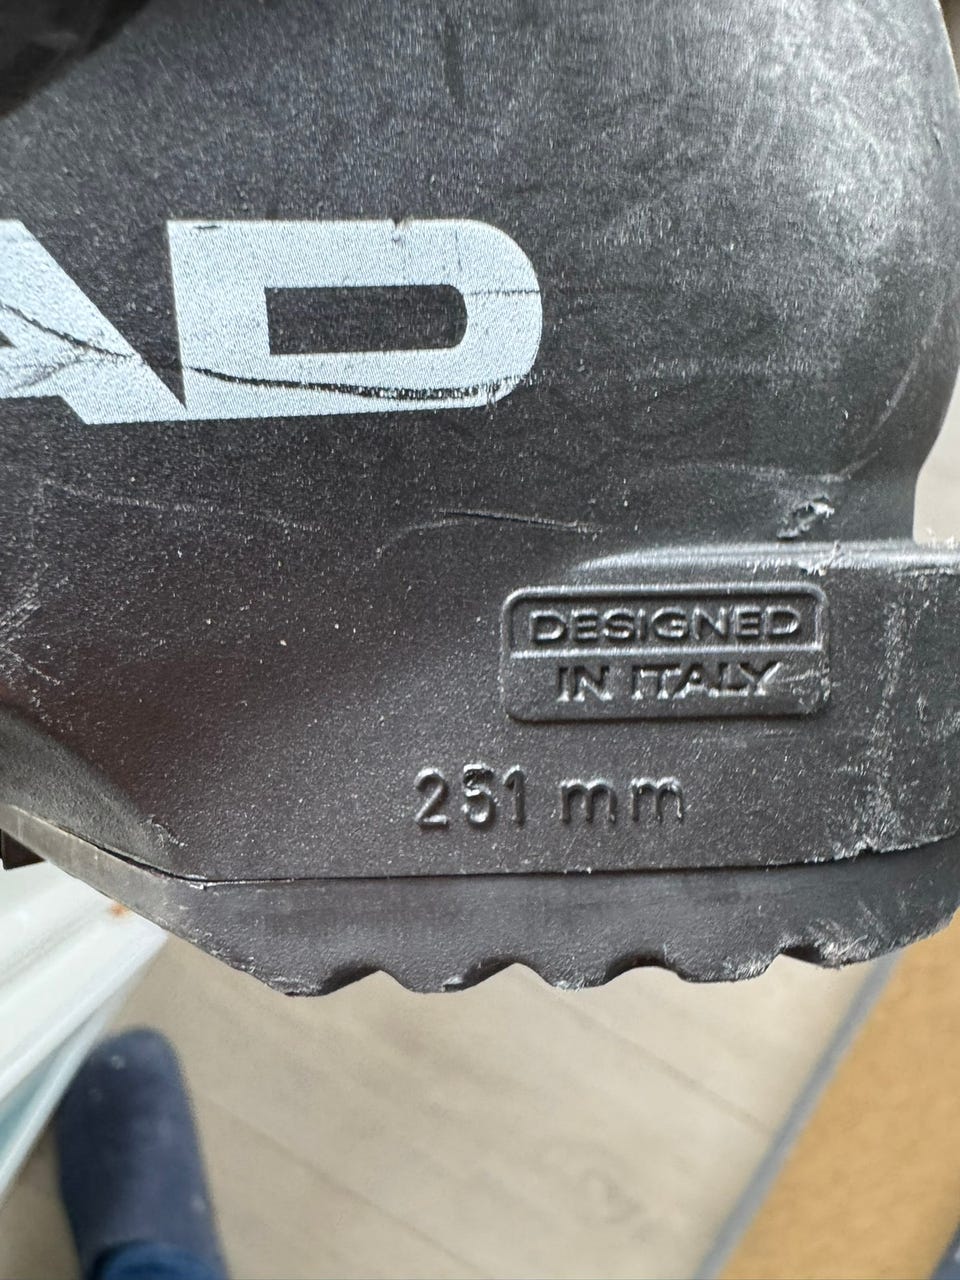 AD
DESIGNED
IN ITALY
251 mm